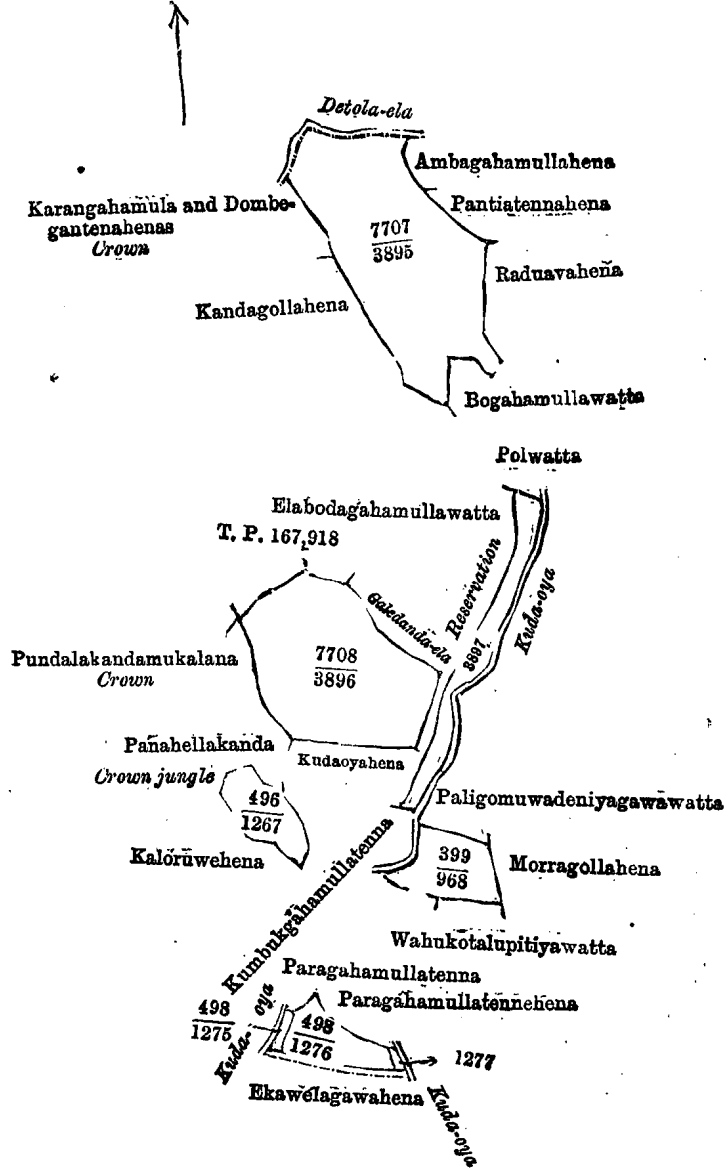 Detola-ela
Ambagahamullahena
Karangahamula and Dombe-
gantenahenas
Crown
Pantiatennahena
7707
3895
Raduavahena
Kandagollahena
Bogahamullawatta
Polwatta
Elabodagahamullawatta
T. P. 167,918
Reservation
Kuda-oya
Galedanda-ela
3897
Pundalakandamukalana
Crown
7708
3896
Panahellakanda
Crown jungle
Kudaoyahena
496
1267
Paligomuwadeniyagawawatta
Kaloruwehena
399
968
Morragollahena
Kumbukgahamullatenna
Wahukotalupitiyawatta
Paragahamullatenna
Paragahamullatennehena
498
1275
Kuda-oya
498
1276
1277
Ekawelagawahena
Kuda-oya